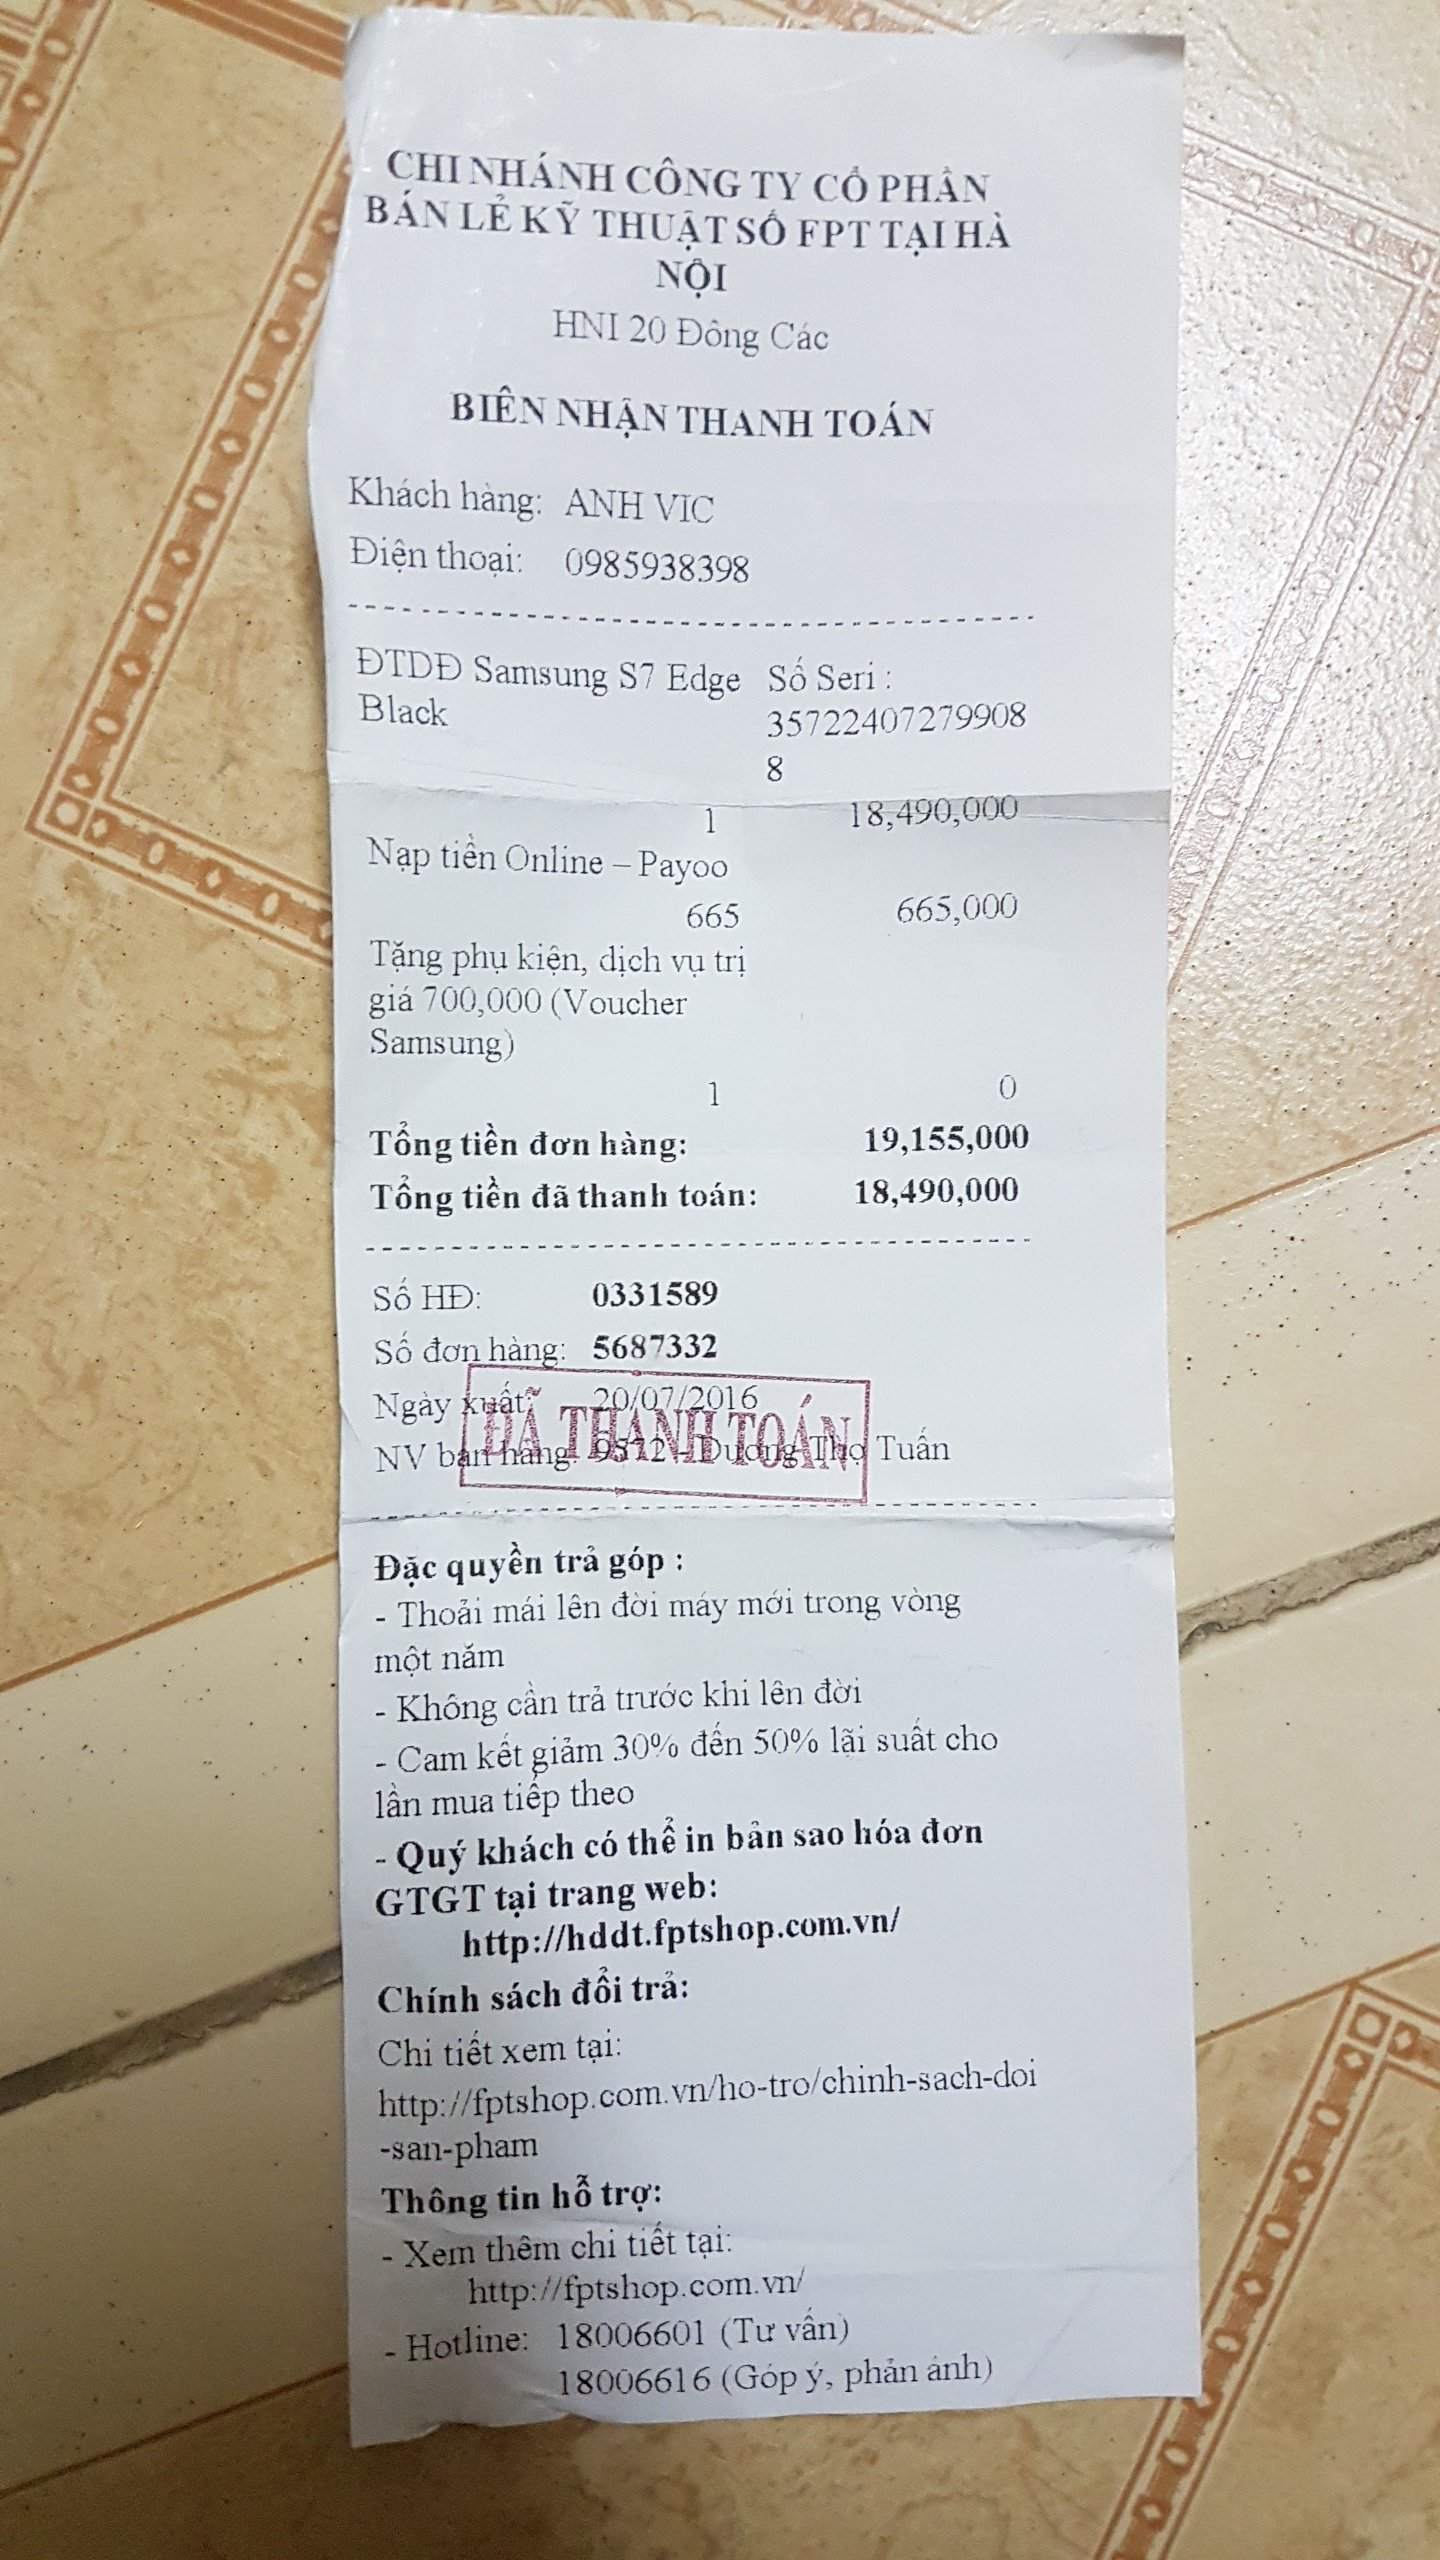 CHI NHÁNH CÔNG TY CỔ PHẦN
BÁN LẺ KỸ THUẬT SỐ FPT TẠI HÀ
NỘI
HNI 20 Đông Các
BIÊN NHẬN THANH TOÁN
Khách hàng: ANH VIC
Điện thoại: 0985938398
ĐTDĐ Samsung S7 Edge Số Seri :
Black 35722407279908
8
1 18,490,000
Nạp tiền Online – Payoo
665 665,000
Tặng phụ kiện, dịch vụ trị
giá 700,000 (Voucher
Samsung)
1 0
Tổng tiền đơn hàng: 19,155,000
Tổng tiền đã thanh toán: 18,490,000
Số HĐ: 0331589
Số đơn hàng: 5687332
Ngày xuất: 20/07/2016
ĐÃ THANH TOÁN
NV bán hàng: 9572 - Dương Thọ Tuấn
Đặc quyền trả góp :
- Thoải mái lên đời máy mới trong vòng
một năm
- Không cần trả trước khi lên đời
- Cam kết giảm 30% đến 50% lãi suất cho
lần mua tiếp theo
- Quý khách có thể in bản sao hóa đơn
GTGT tại trang web:
http://hddt.fptshop.com.vn/
Chính sách đổi trả:
Chi tiết xem tại:
http://fptshop.com.vn/ho-tro/chinh-sach-doi
-san-pham
Thông tin hỗ trợ:
- Xem thêm chi tiết tại:
http://fptshop.com.vn/
- Hotline: 18006601 (Tư vấn)
18006616 (Góp ý, phản ánh)